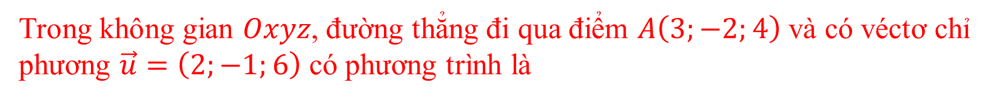 Trong không gian Oxyz, đường thẳng đi qua điểm A(3; −2; 4) và có véctơ chỉ
phương u⃗ = (2; −1; 6) có phương trình là